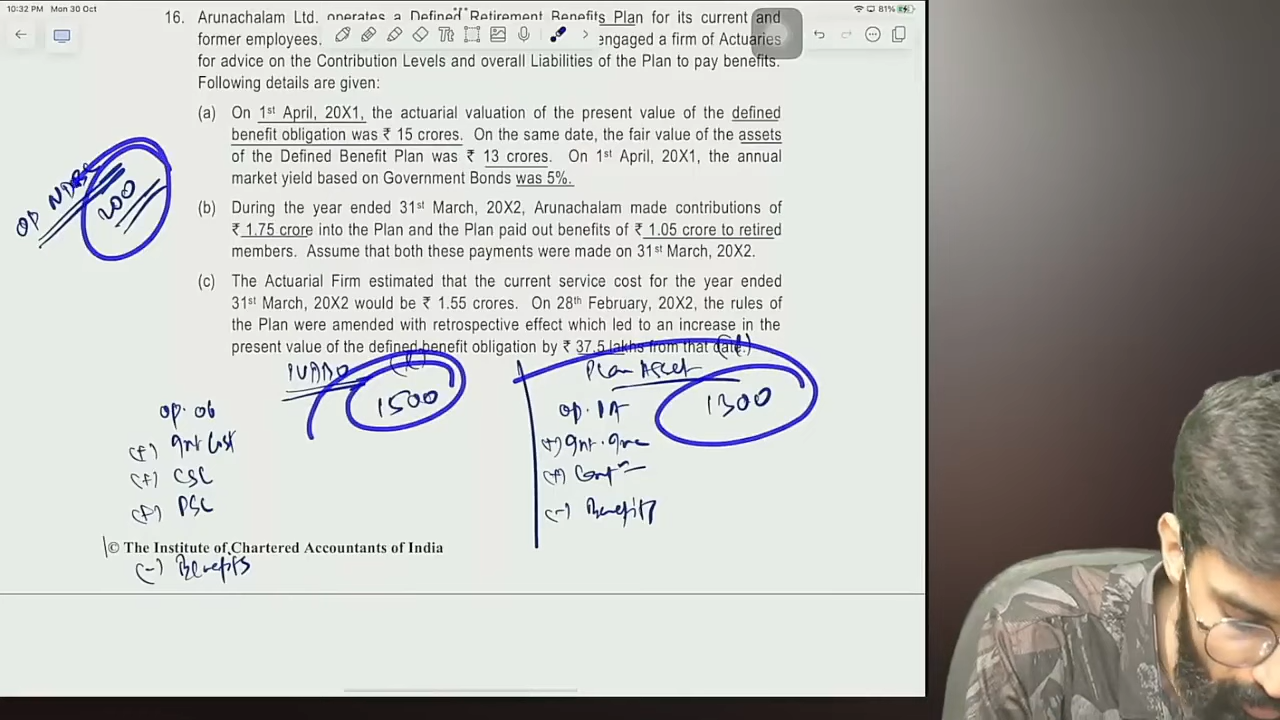 10:32 PM Mon 30 Oct
81%
16. Arunachalam Ltd. operates a Defined Retirement Benefits Plan for its current and
former employees. engaged a firm of Actuaries
for advice on the Contribution Levels and overall Liabilities of the Plan to pay benefits.
Following details are given:
(a) On 1st April, 20X1, the actuarial valuation of the present value of the defined
benefit obligation was ₹ 15 crores. On the same date, the fair value of the assets
of the Defined Benefit Plan was ₹ 13 crores. On 1st April, 20X1, the annual
market yield based on Government Bonds was 5%.
op
200
(b) During the year ended 31st March, 20X2, Arunachalam made contributions of
₹ 1.75 crore into the Plan and the Plan paid out benefits of ₹ 1.05 crore to retired
members. Assume that both these payments were made on 31st March, 20X2.
(c) The Actuarial Firm estimated that the current service cost for the year ended
31st March, 20X2 would be ₹ 1.55 crores. On 28th February, 20X2, the rules of
the Plan were amended with retrospective effect which led to an increase in the
present value of the defined benefit obligation by ₹ 37.5 lakhs from that date.
PVDBO
1500
op. ob
(+) Int Cost
(+) CSC
(+) PSC
(-) Benefits
Plan Asset
op. PA 1300
(+) Int. Inc
(+) Contn
(-) Benefits
© The Institute of Chartered Accountants of India